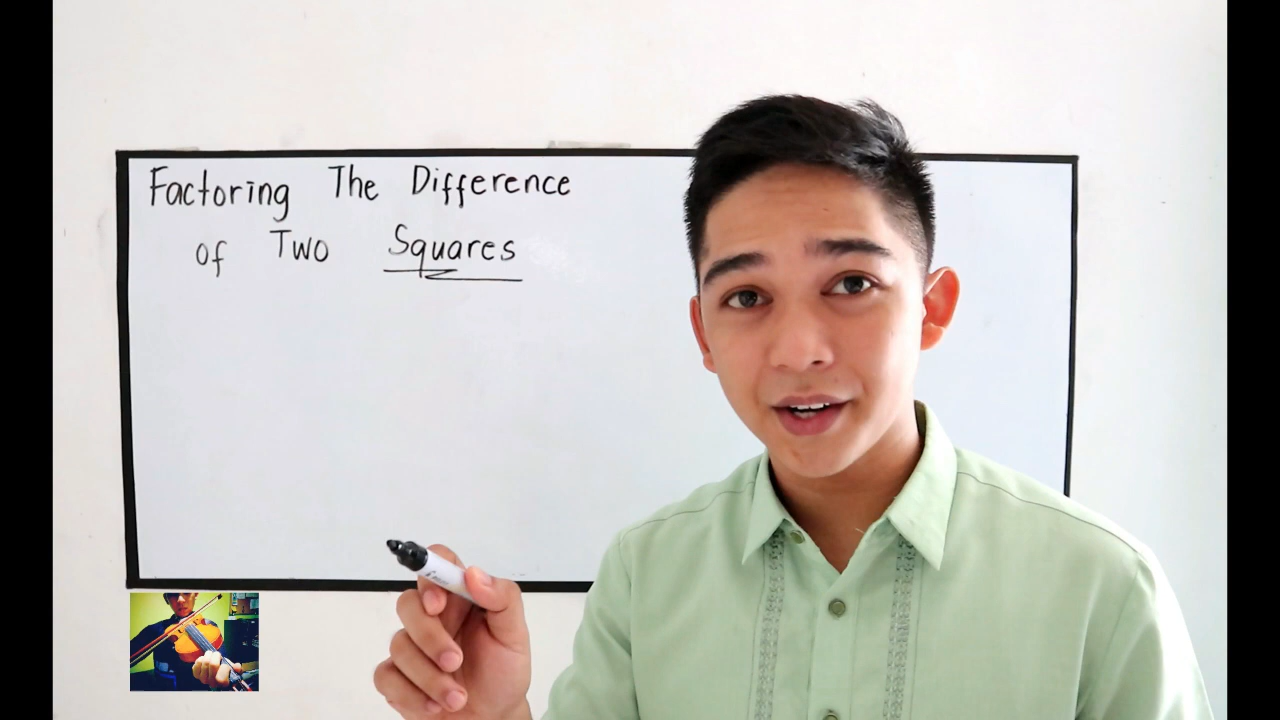 Factoring The Difference
of Two Squares